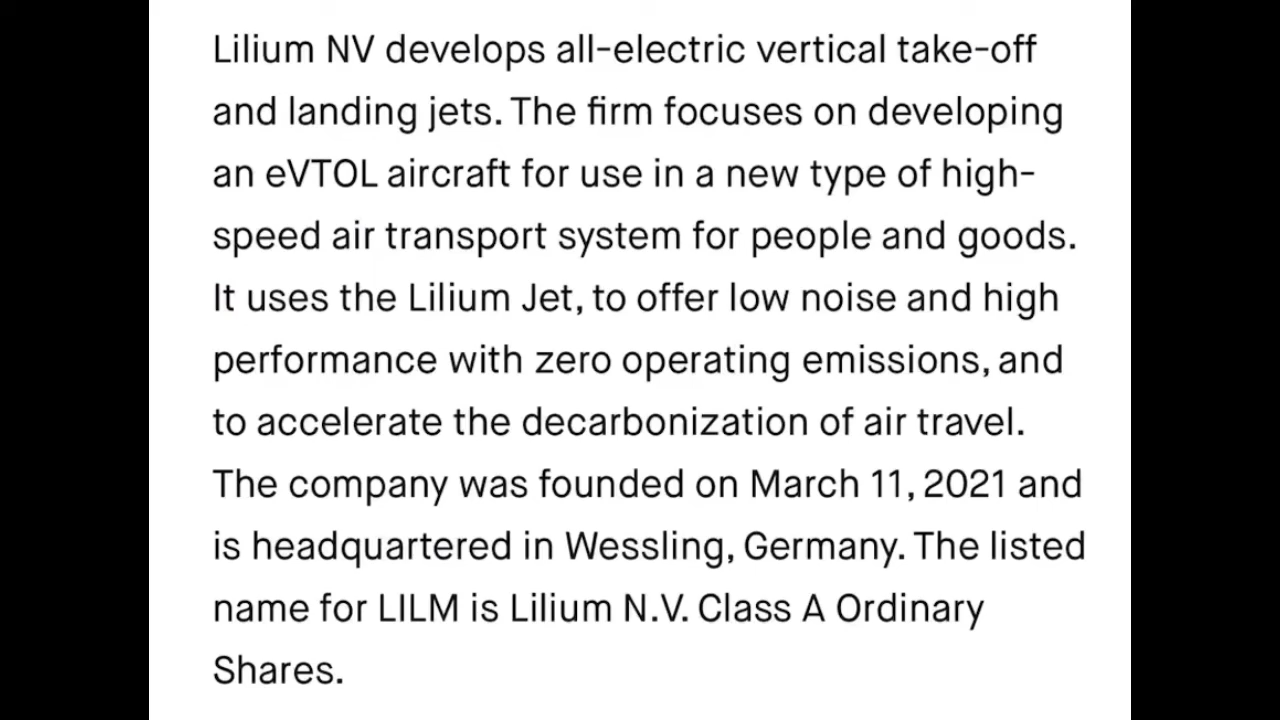 Lilium NV develops all-electric vertical take-off
and landing jets. The firm focuses on developing
an eVTOL aircraft for use in a new type of high-
speed air transport system for people and goods.
It uses the Lilium Jet, to offer low noise and high
performance with zero operating emissions, and
to accelerate the decarbonization of air travel.
The company was founded on March 11, 2021 and
is headquartered in Wessling, Germany. The listed
name for LILM is Lilium N.V. Class A Ordinary
Shares.